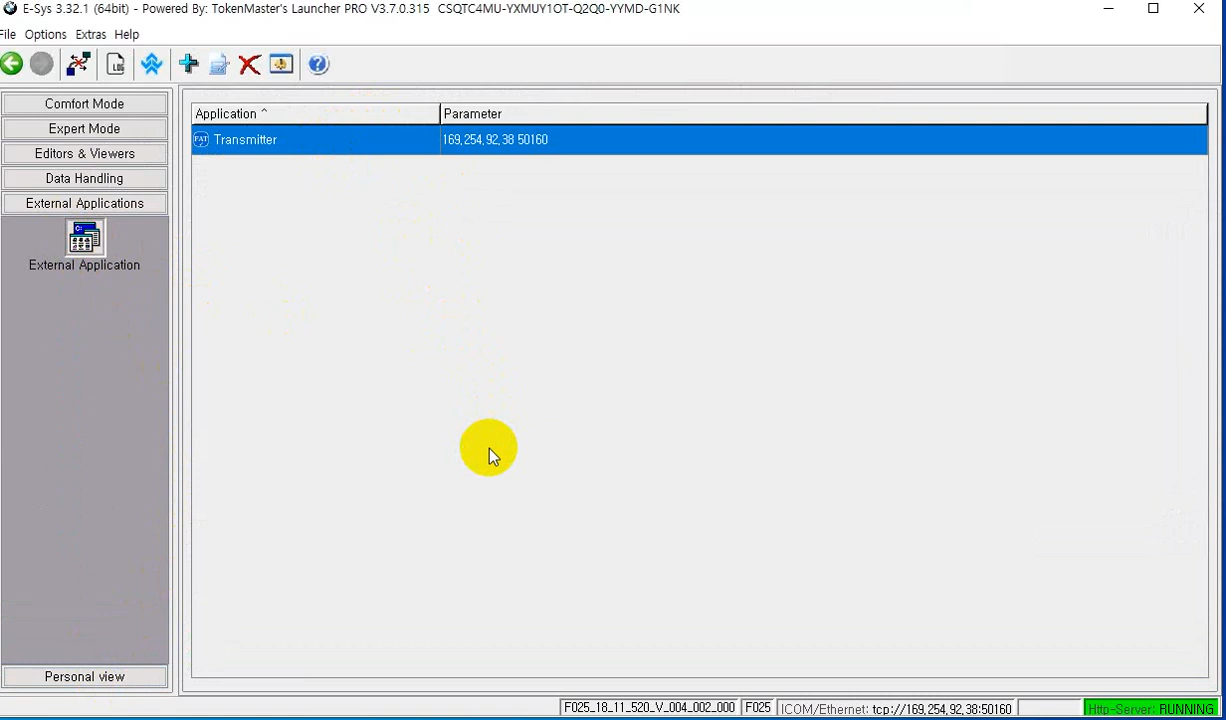 E-Sys 3.32.1 (64bit) - Powered By: TokenMaster's Launcher PRO V3.7.0.315 CSQTC4MU-YXMUY1OT-Q2Q0-YYMD-G1NK
File Options Extras Help
LOG
Comfort Mode
Expert Mode
Editors & Viewers
Data Handling
External Applications
C:
External Application
Personal view
Application Parameter
FAT Transmitter 169,254,92,38 50160
F025_18_11_520_V_004_002_000 F025 ICOM/Ethernet: tcp://169,254,92,38:50160 Http-Server: RUNNING